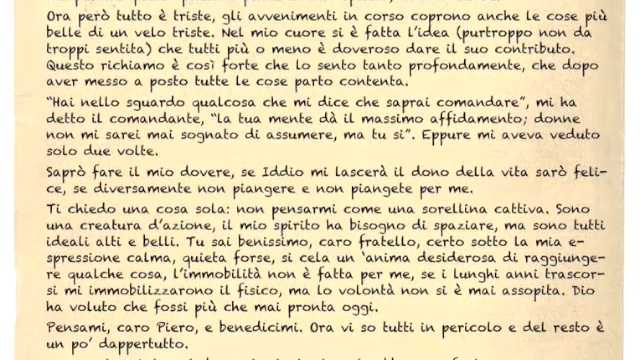 Ora però tutto è triste, gli avvenimenti in corso coprono anche le cose più
belle di un velo triste. Nel mio cuore si è fatta l'idea (purtroppo non da
troppi sentita) che tutti più o meno è doveroso dare il suo contributo.
Questo richiamo è così forte che lo sento tanto profondamente, che dopo
aver messo a posto tutte le cose parto contenta.
"Hai nello sguardo qualcosa che mi dice che saprai comandare", mi ha
detto il comandante, "la tua mente dà il massimo affidamento; donne
non mi sarei mai sognato di assumere, ma tu sì". Eppure mi aveva veduto
solo due volte.
Saprò fare il mio dovere, se Iddio mi lascerà il dono della vita sarò feli-
ce, se diversamente non piangere e non piangete per me.
Ti chiedo una cosa sola: non pensarmi come una sorellina cattiva. Sono
una creatura d'azione, il mio spirito ha bisogno di spaziare, ma sono tutti
ideali alti e belli. Tu sai benissimo, caro fratello, certo sotto la mia e-
spressione calma, quieta forse, si cela un 'anima desiderosa di raggiunge-
re qualche cosa, l'immobilità non è fatta per me, se i lunghi anni trascor-
si mi immobilizzarono il fisico, ma lo volontà non si è mai assopita. Dio
ha voluto che fossi più che mai pronta oggi.
Pensami, caro Piero, e benedicimi. Ora vi so tutti in pericolo e del resto è
un po' dappertutto.